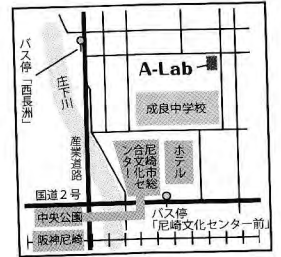 バス停
「西長洲」
庄下川
A-Lab
成良中学校
産業道路
尼崎市総
合文化セ
ンター
ホテル
国道2号
中央公園
阪神尼崎
バス停
「尼崎文化センター前」